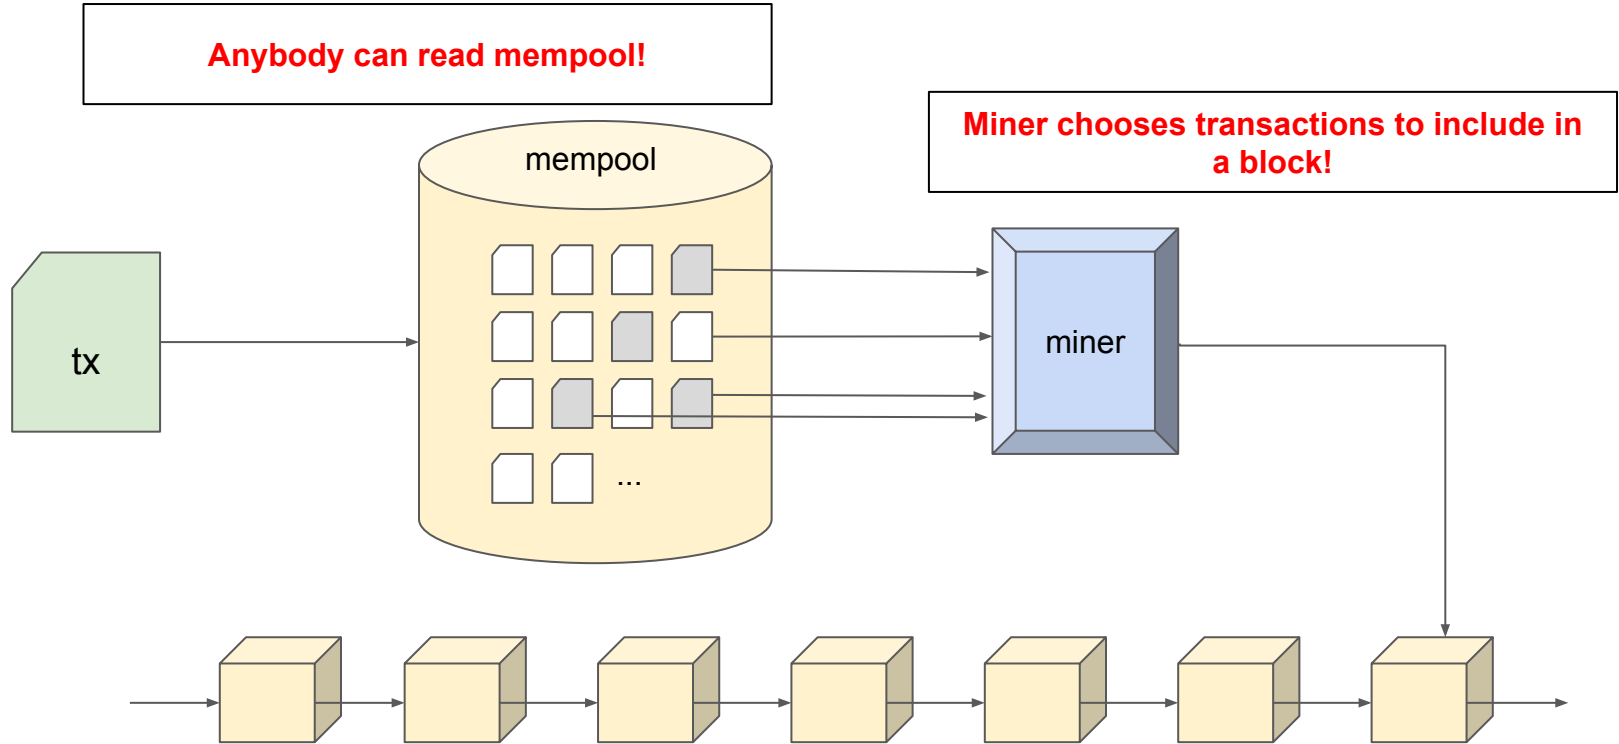 Anybody can read mempool!
Miner chooses transactions to include in
a block!
mempool
tx
miner
...